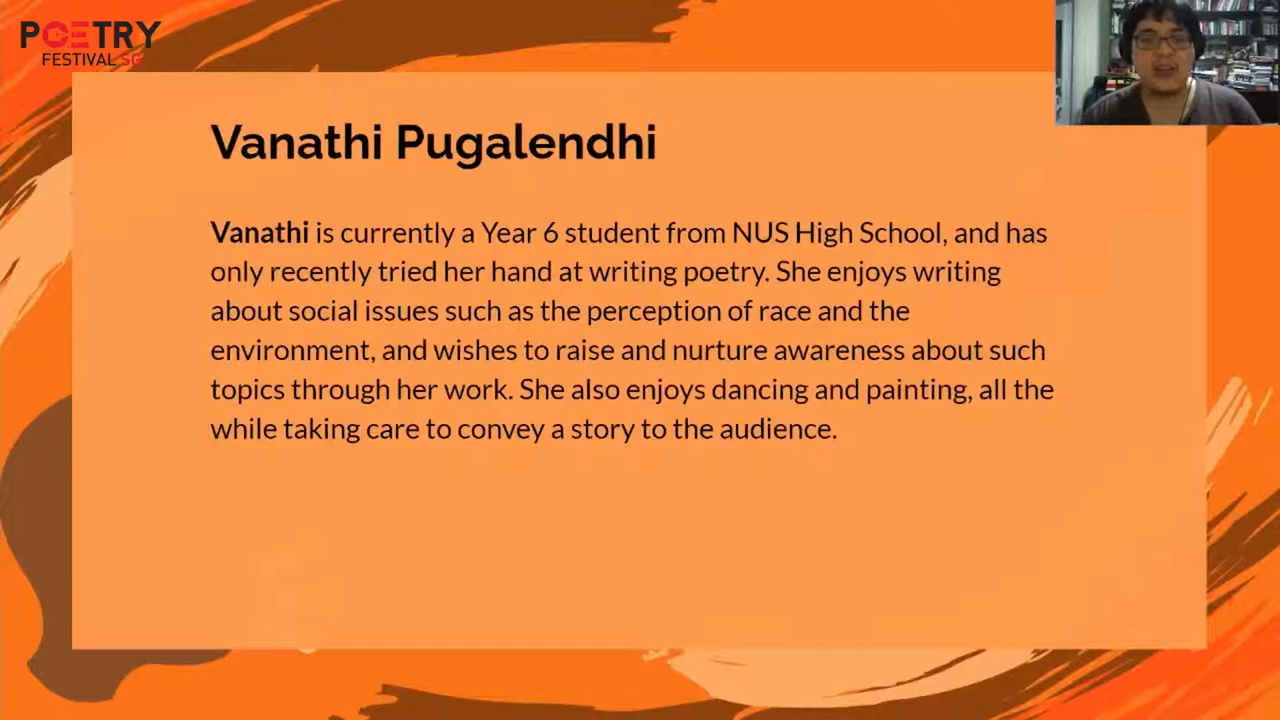 POETRY
FESTIVAL SG
Vanathi Pugalendhi
Vanathi is currently a Year 6 student from NUS High School, and has
only recently tried her hand at writing poetry. She enjoys writing
about social issues such as the perception of race and the
environment, and wishes to raise and nurture awareness about such
topics through her work. She also enjoys dancing and painting, all the
while taking care to convey a story to the audience.